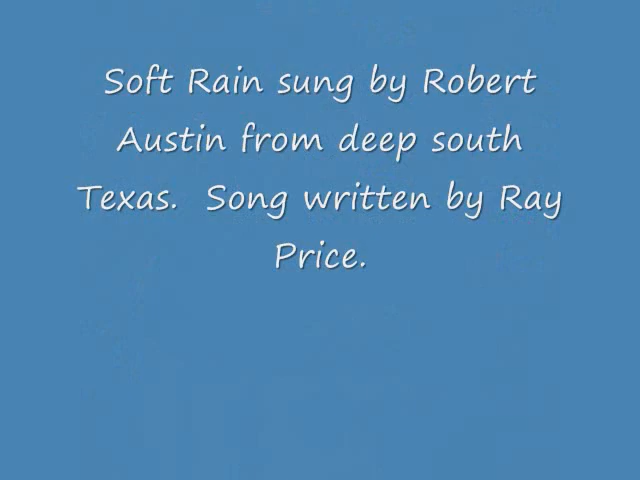 Soft Rain sung by Robert
Austin from deep south
Texas.  Song written by Ray
Price.